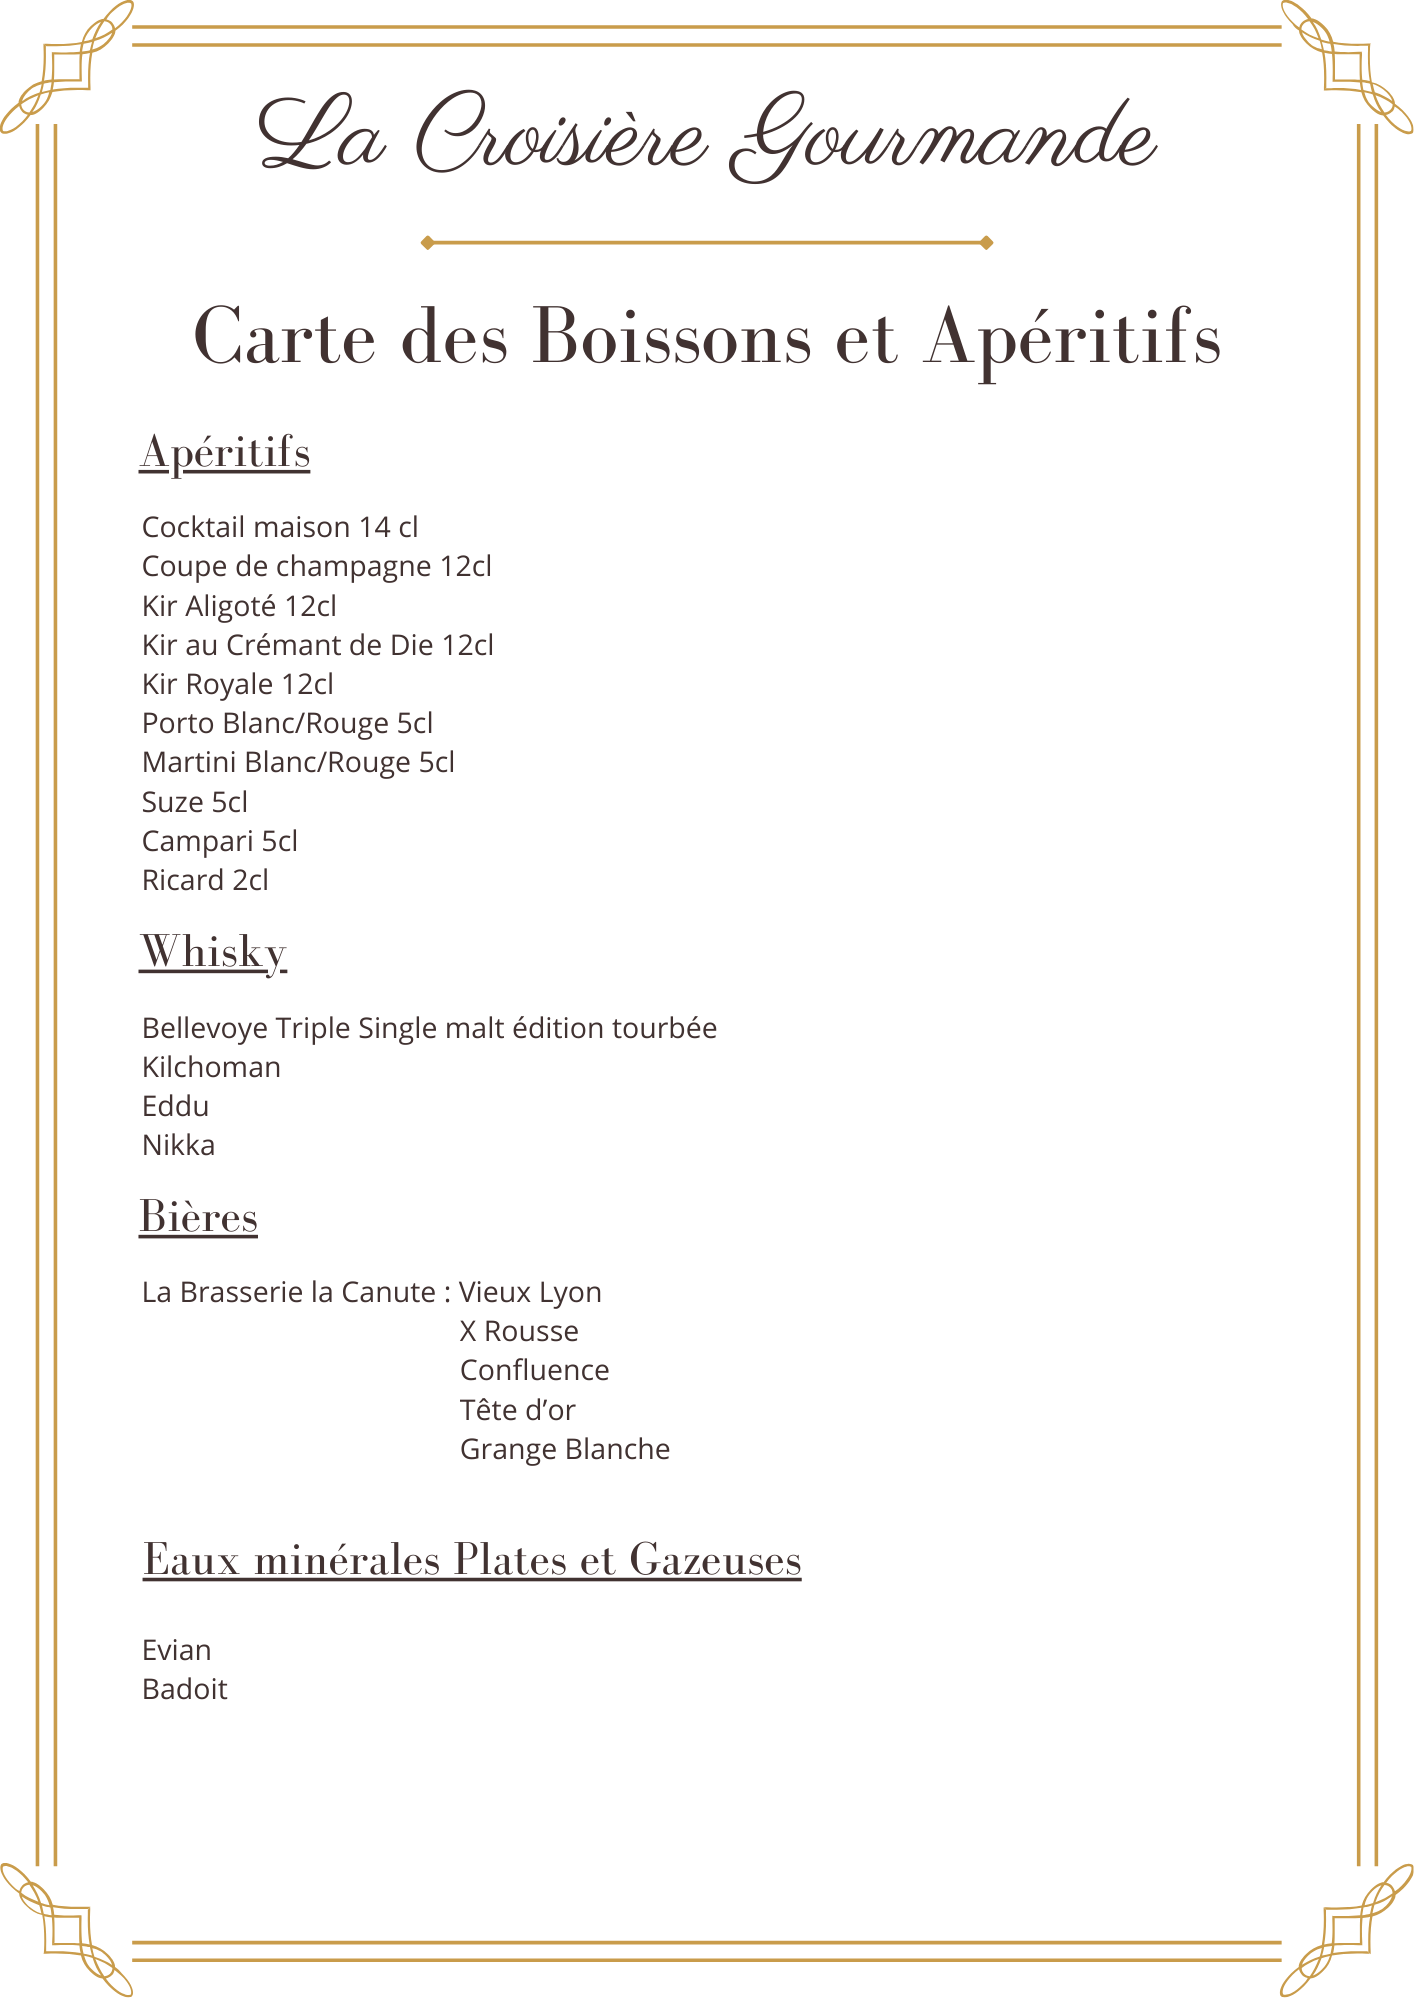 La Croisière Gourmande
Carte des Boissons et Apéritifs
Apéritifs
Cocktail maison 14 cl
Coupe de champagne 12cl
Kir Aligoté 12cl
Kir au Crémant de Die 12cl
Kir Royale 12cl
Porto Blanc/Rouge 5cl
Martini Blanc/Rouge 5cl
Suze 5cl
Campari 5cl
Ricard 2cl
Whisky
Bellevoye Triple Single malt édition tourbée
Kilchoman
Eddu
Nikka
Bières
La Brasserie la Canute : Vieux Lyon
X Rousse
Confluence
Tête d’or
Grange Blanche
Eaux minérales Plates et Gazeuses
Evian
Badoit